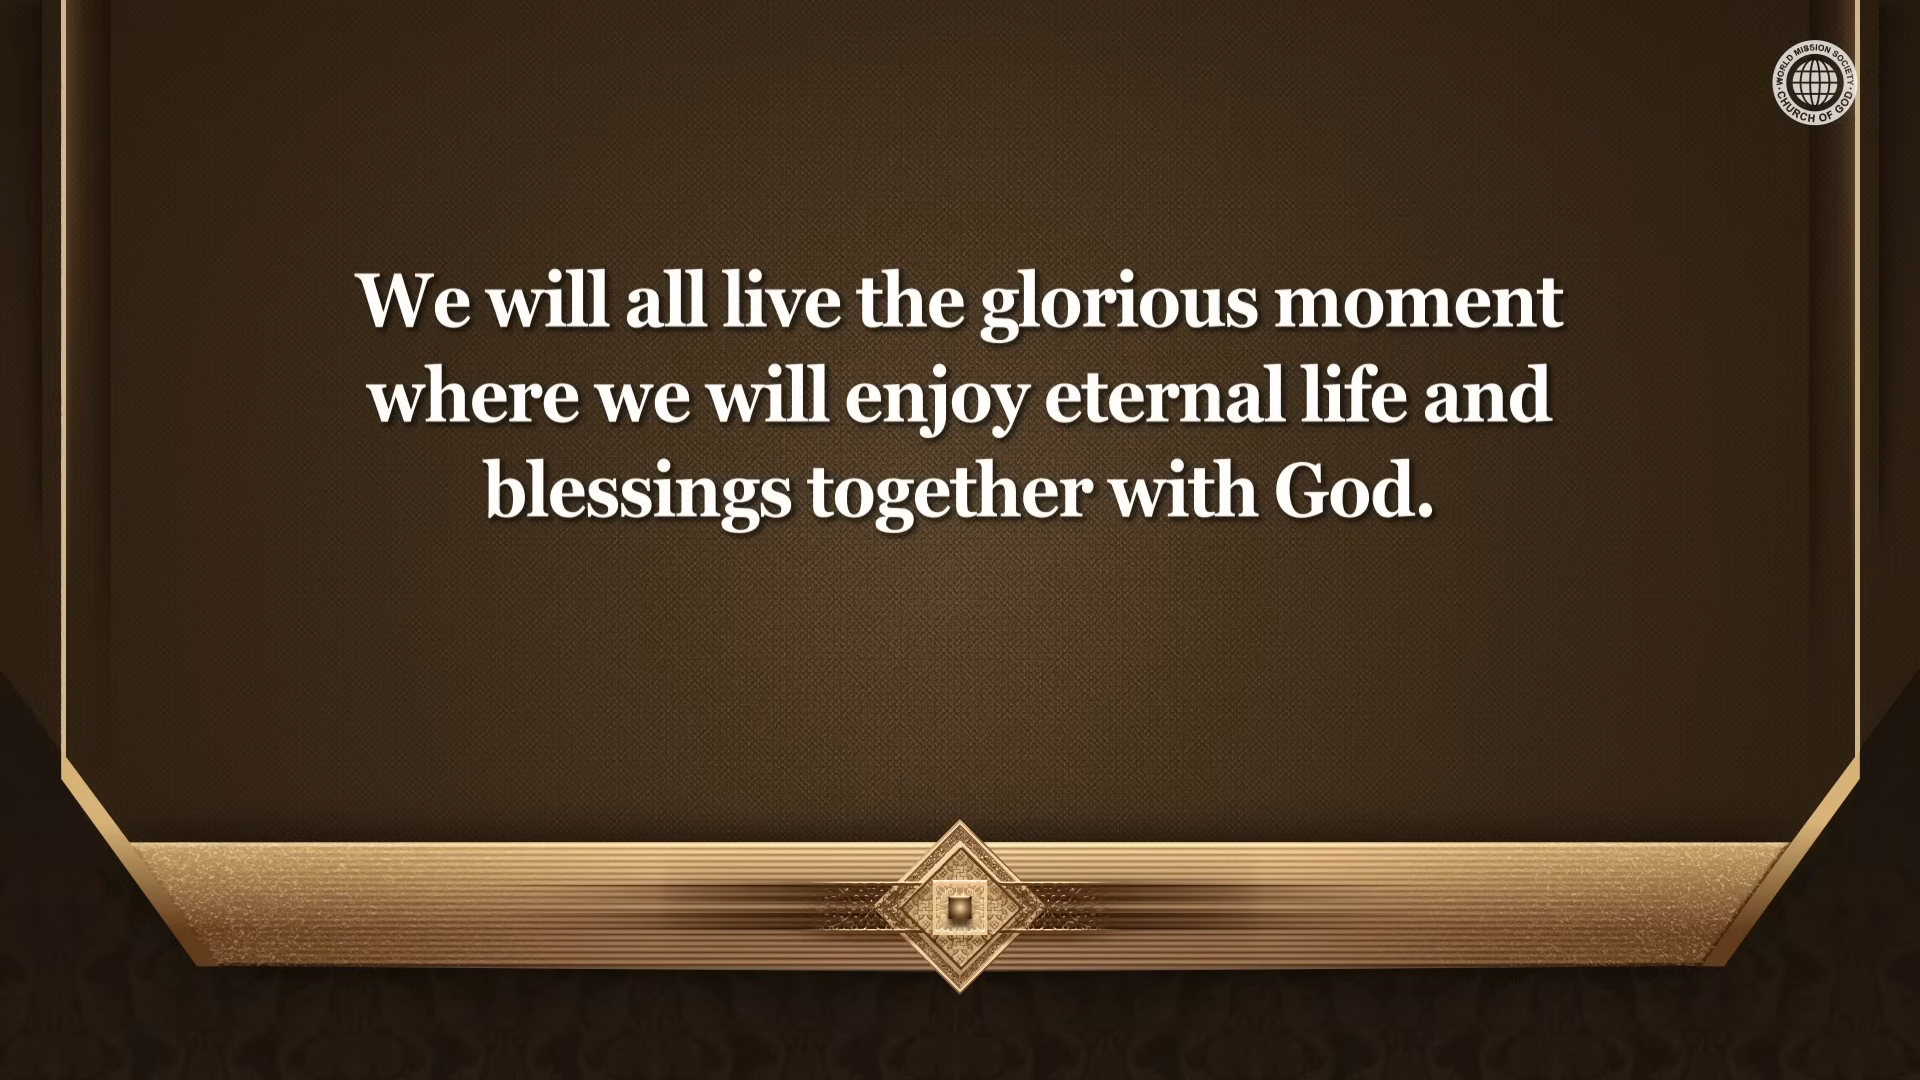 WORLD MISSION SOCIETY
CHURCH OF GOD
We will all live the glorious moment
where we will enjoy eternal life and
blessings together with God.